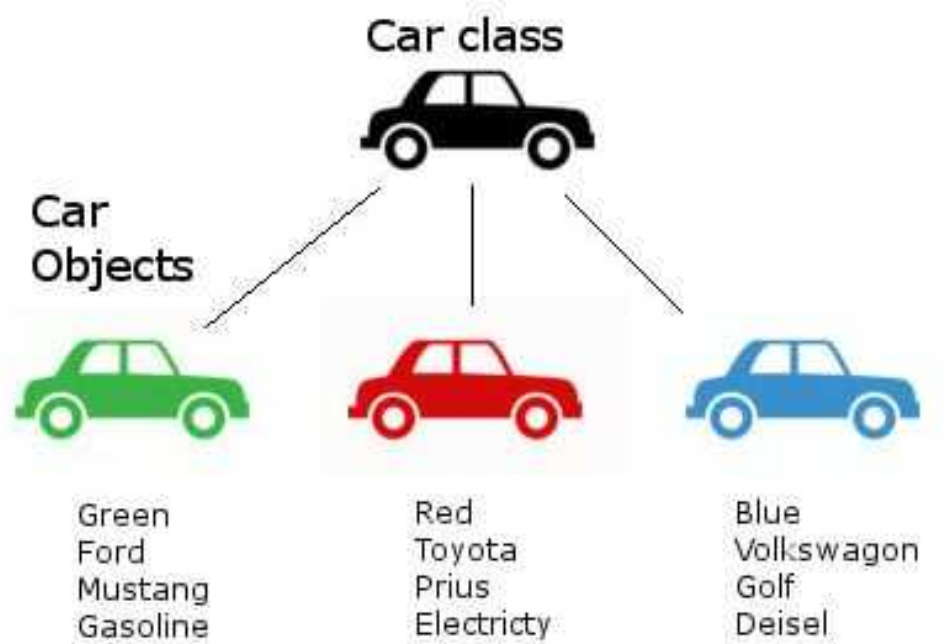 Car class
Car
Objects
Green
Ford
Mustang
Gasoline
Red
Toyota
Prius
Electricty
Blue
Volkswagon
Golf
Deisel